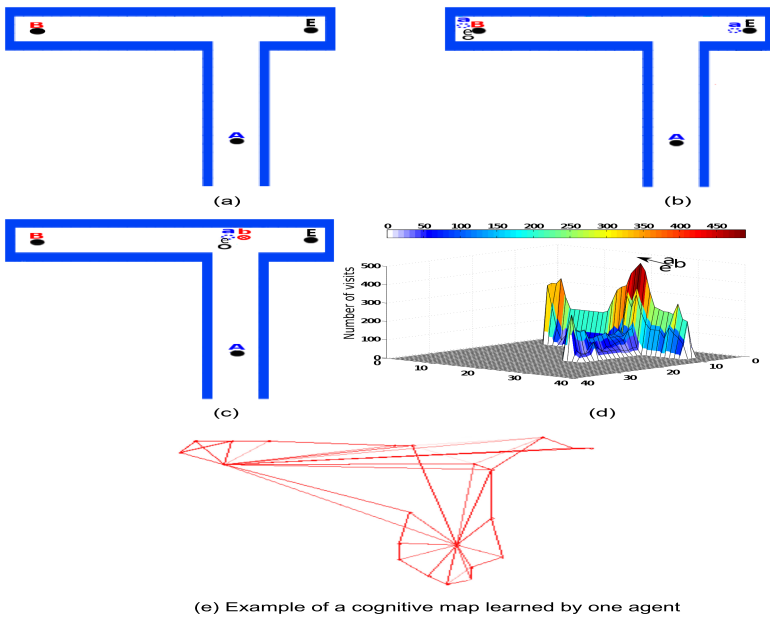 B E
A
(a)
a B a E
e
A
(b)
B a b E
e
A
(c)
0 50 100 150 200 250 300 350 400 450
Number of visits
500
400
300
200
100
0
0
10
20
30
40
40
30
20
10
0
a
e b
(d)
(e) Example of a cognitive map learned by one agent